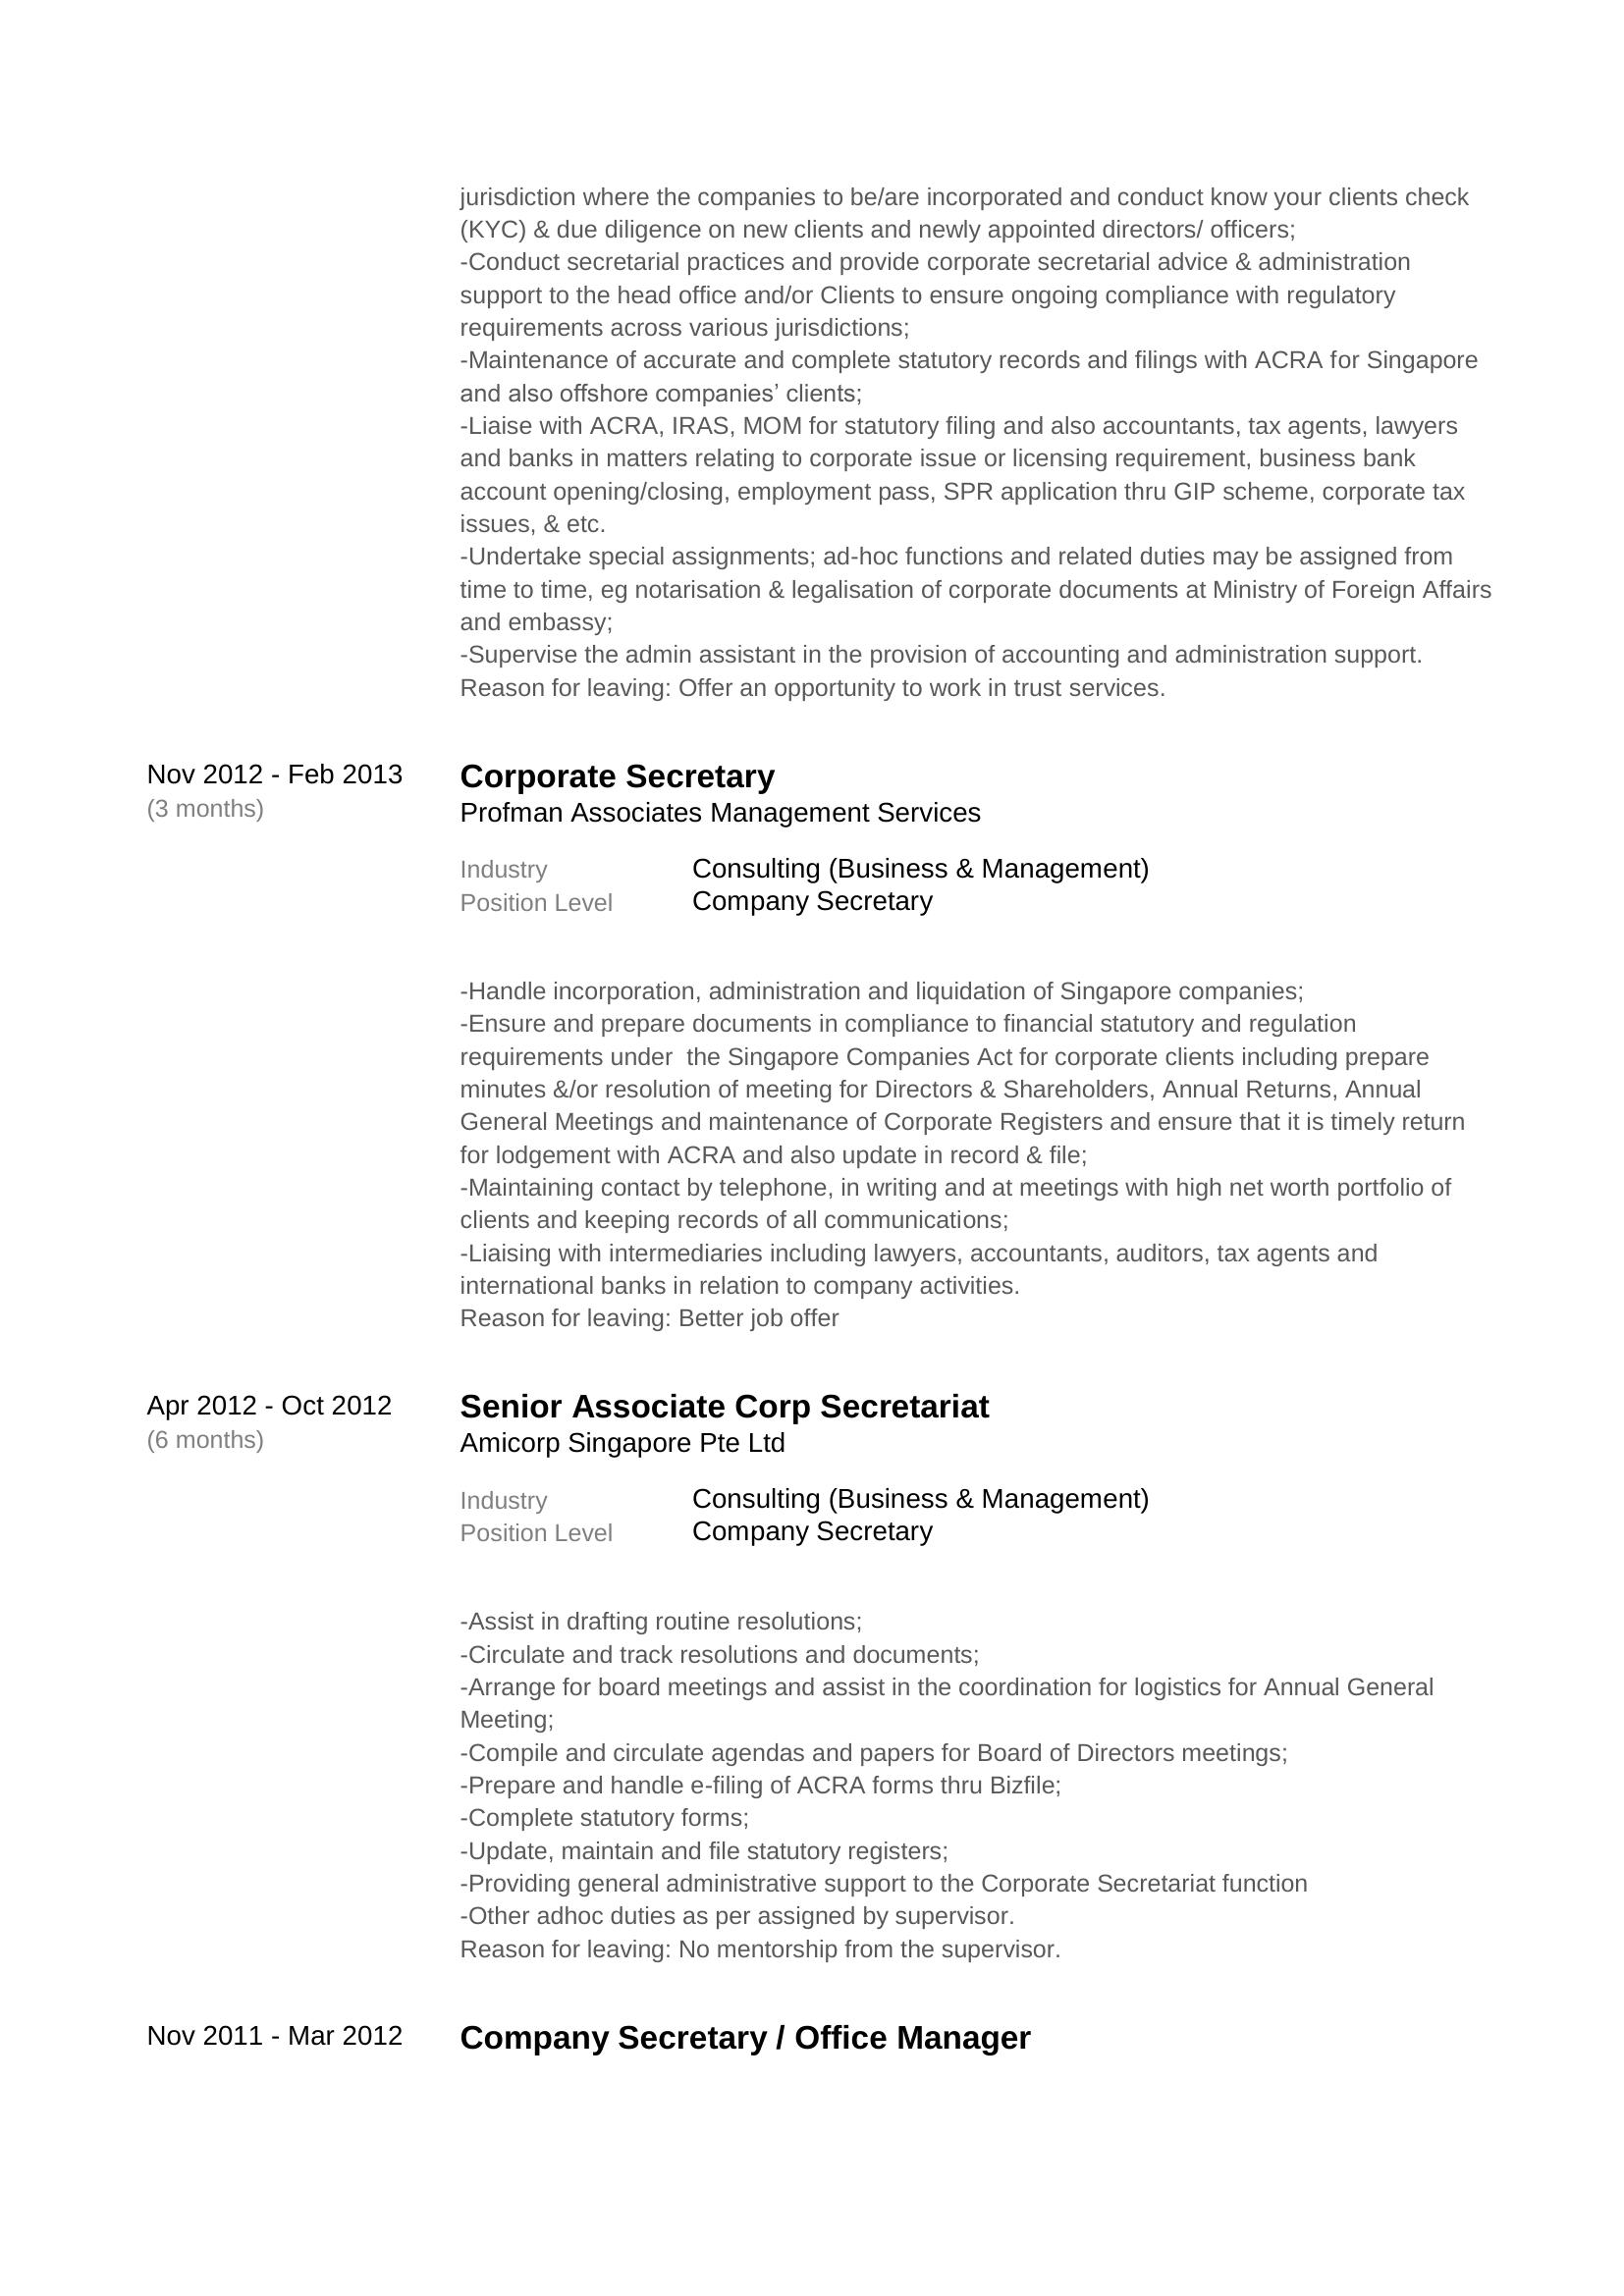 jurisdiction where the companies to be/are incorporated and conduct know your clients check
(KYC) & due diligence on new clients and newly appointed directors/ officers;
-Conduct secretarial practices and provide corporate secretarial advice & administration
support to the head office and/or Clients to ensure ongoing compliance with regulatory
requirements across various jurisdictions;
-Maintenance of accurate and complete statutory records and filings with ACRA for Singapore
and also offshore companies’ clients;
-Liaise with ACRA, IRAS, MOM for statutory filing and also accountants, tax agents, lawyers
and banks in matters relating to corporate issue or licensing requirement, business bank
account opening/closing, employment pass, SPR application thru GIP scheme, corporate tax
issues, & etc.
-Undertake special assignments; ad-hoc functions and related duties may be assigned from
time to time, eg notarisation & legalisation of corporate documents at Ministry of Foreign Affairs
and embassy;
-Supervise the admin assistant in the provision of accounting and administration support.
Reason for leaving: Offer an opportunity to work in trust services.
Nov 2012 - Feb 2013 Corporate Secretary
(3 months) Profman Associates Management Services
Industry Consulting (Business & Management)
Position Level Company Secretary
-Handle incorporation, administration and liquidation of Singapore companies;
-Ensure and prepare documents in compliance to financial statutory and regulation
requirements under  the Singapore Companies Act for corporate clients including prepare
minutes &/or resolution of meeting for Directors & Shareholders, Annual Returns, Annual
General Meetings and maintenance of Corporate Registers and ensure that it is timely return
for lodgement with ACRA and also update in record & file;
-Maintaining contact by telephone, in writing and at meetings with high net worth portfolio of
clients and keeping records of all communications;
-Liaising with intermediaries including lawyers, accountants, auditors, tax agents and
international banks in relation to company activities.
Reason for leaving: Better job offer
Apr 2012 - Oct 2012 Senior Associate Corp Secretariat
(6 months) Amicorp Singapore Pte Ltd
Industry Consulting (Business & Management)
Position Level Company Secretary
-Assist in drafting routine resolutions;
-Circulate and track resolutions and documents;
-Arrange for board meetings and assist in the coordination for logistics for Annual General
Meeting;
-Compile and circulate agendas and papers for Board of Directors meetings;
-Prepare and handle e-filing of ACRA forms thru Bizfile;
-Complete statutory forms;
-Update, maintain and file statutory registers;
-Providing general administrative support to the Corporate Secretariat function
-Other adhoc duties as per assigned by supervisor.
Reason for leaving: No mentorship from the supervisor.
Nov 2011 - Mar 2012 Company Secretary / Office Manager